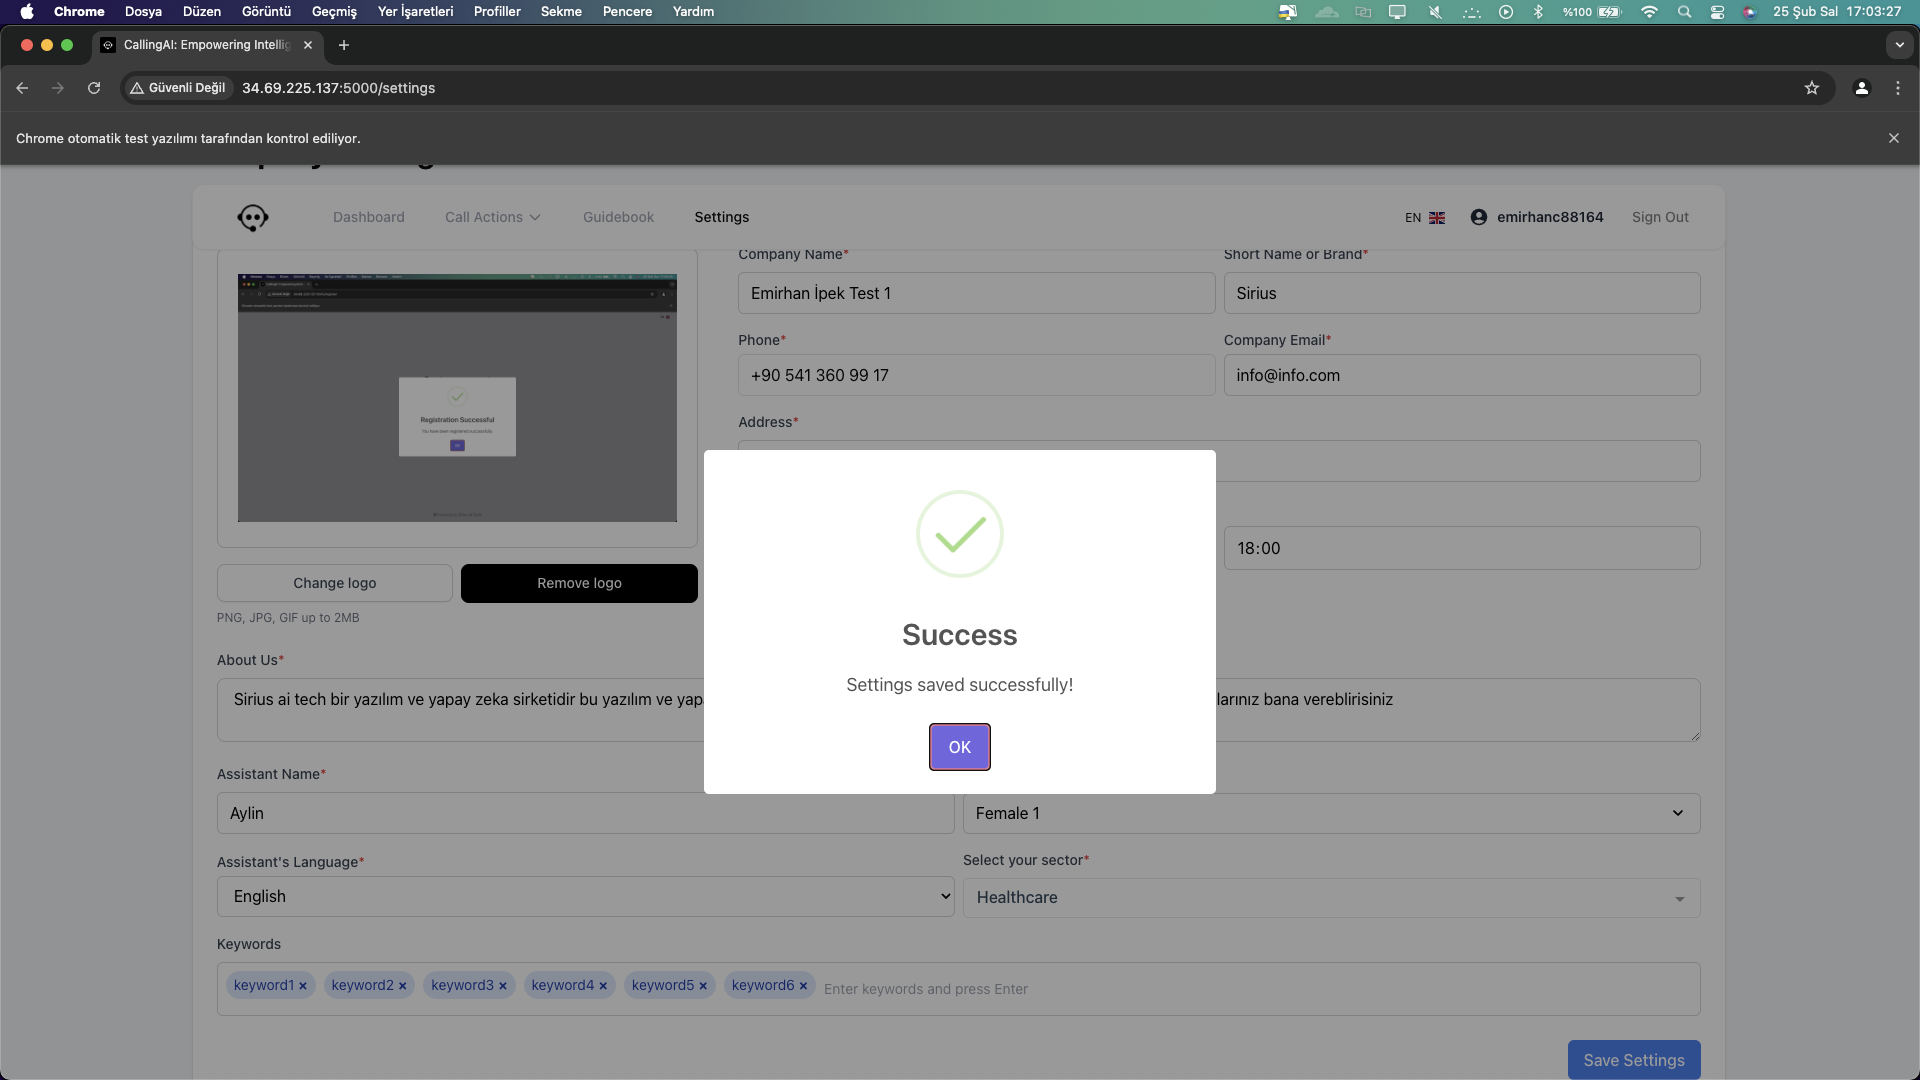 Chrome Dosya Düzen Görüntü Geçmiş Yer İşaretleri Profiller Sekme Pencere Yardım %100 25 Şub Sal 17:03:27
CallingAI: Empowering Intellig
Güvenli Değil 34.69.225.137:5000/settings
Chrome otomatik test yazılımı tarafından kontrol ediliyor.
Dashboard Call Actions Guidebook Settings EN emirhanc88164 Sign Out
Company Name* Short Name or Brand*
Emirhan İpek Test 1 Sirius
Phone* Company Email*
+90 541 360 99 17 info@info.com
Address*
Registration Successful
You have been registered successfully.
OK
18:00
Change logo Remove logo
PNG, JPG, GIF up to 2MB
Success
Settings saved successfully!
OK
About Us*
Sirius ai tech bir yazılım ve yapay zeka sirketidir bu yazılım ve yap
larınız bana vereblirisiniz
Assistant Name*
Aylin Female 1
Assistant's Language* Select your sector*
English Healthcare
Keywords
keyword1 × keyword2 × keyword3 × keyword4 × keyword5 × keyword6 × Enter keywords and press Enter
Save Settings